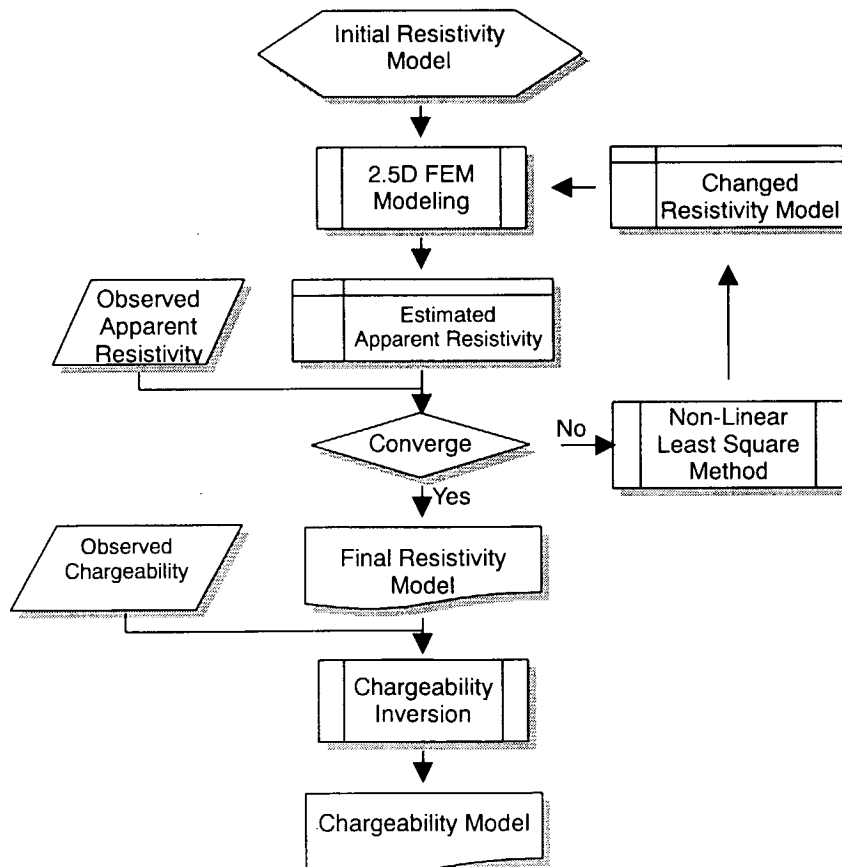 Initial Resistivity
Model
2.5D FEM
Modeling
Changed
Resistivity Model
Observed
Apparent
Resistivity
Estimated
Apparent Resistivity
Converge
No
Non-Linear
Least Square
Method
Yes
Observed
Chargeability
Final Resistivity
Model
Chargeability
Inversion
Chargeability Model